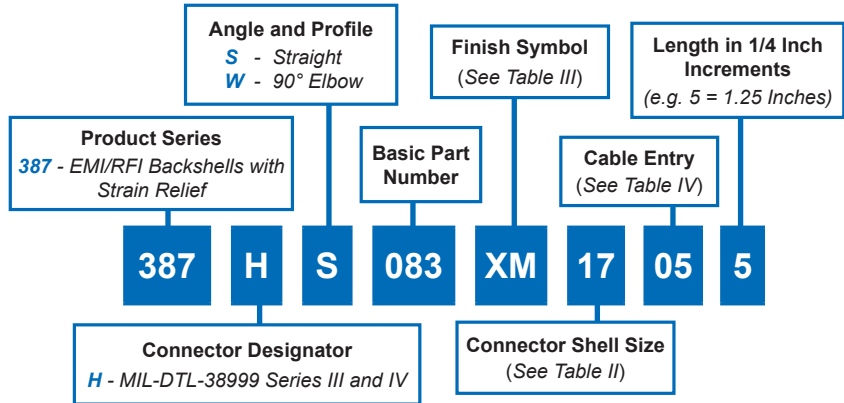 Angle and Profile
S - Straight
W - 90° Elbow
Finish Symbol
(See Table III)
Length in 1/4 Inch
Increments
(e.g. 5 = 1.25 Inches)
Product Series
387 - EMI/RFI Backshells with
Strain Relief
Basic Part
Number
Cable Entry
(See Table IV)
387 H S 083 XM 17 05 5
Connector Designator
H - MIL-DTL-38999 Series III and IV
Connector Shell Size
(See Table II)